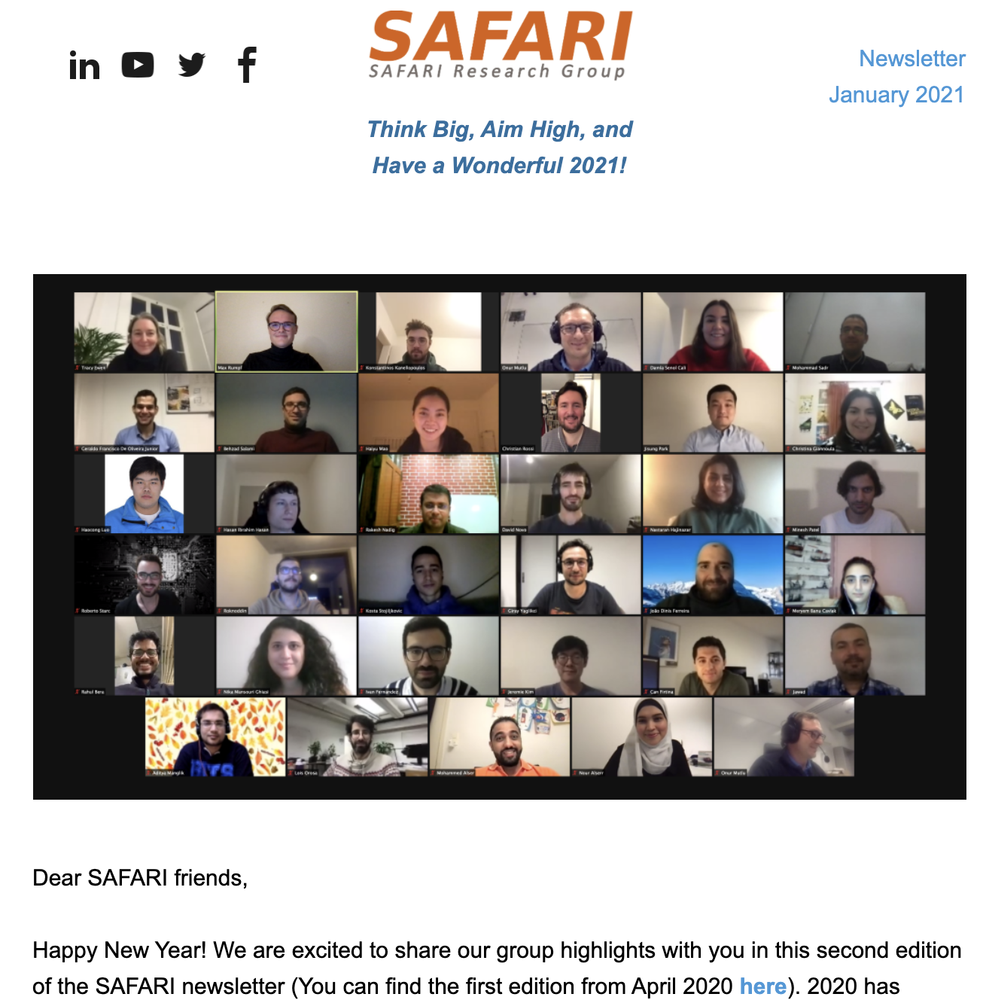 SAFARI
SAFARI Research Group
Newsletter
January 2021
Think Big, Aim High, and
Have a Wonderful 2021!
Tracy Ewen
Max Rumpf
Konstantinos Kanellopoulos
Onur Mutlu
Damla Senol Cali
Mohammad Sadr
Geraldo Francisco De Oliveira Junior
Behzad Salami
Haiyu Mao
Christian Rossi
Jisung Park
Christina Giannoula
Haocong Luo
Hasan Ibrahim Hasan
Rakesh Nadig
David Novo
Nastaran Hajinazar
Minesh Patel
Roberto Starc
Roknoddin
Kosta Stojiljkovic
Giray Yaglikci
João Dinis Ferreira
Meryem Banu Cavlak
Rahul Bera
Nika Mansouri Ghiasi
Ivan Fernandez
Jeremie Kim
Can Firtina
Jawad
Aditya Manglik
Lois Orosa
Mohammed Alser
Nour Alserr
Onur Mutlu
Dear SAFARI friends,
Happy New Year! We are excited to share our group highlights with you in this second edition
of the SAFARI newsletter (You can find the first edition from April 2020 here). 2020 has